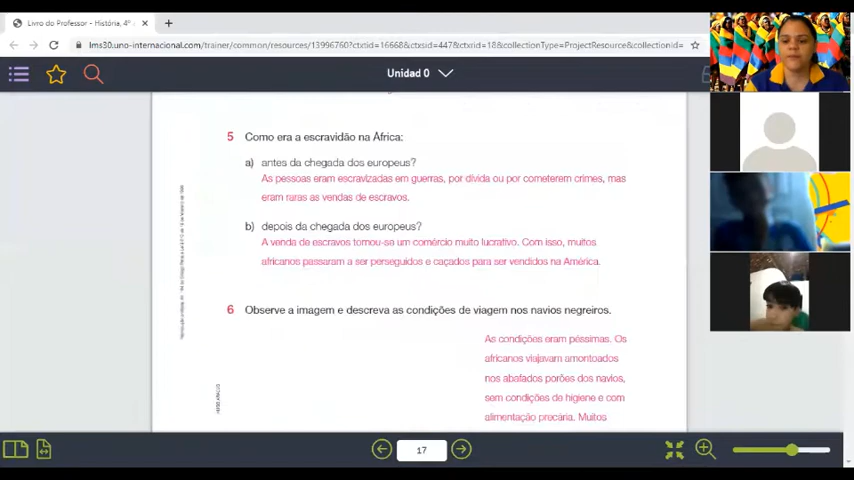 Livro do Professor - História, 4º
lms30.uno-internacional.com/trainer/common/resources/13996760?ctxid=16668&ctxsid=447&ctxrid=18&collectionType=ProjectResource&collectionid=
Unidad 0
5 Como era a escravidão na África:
a) antes da chegada dos europeus?
As pessoas eram escravizadas em guerras, por dívida ou por cometerem crimes, mas
eram raras as vendas de escravos.
b) depois da chegada dos europeus?
A venda de escravos tornou-se um comércio muito lucrativo. Com isso, muitos
africanos passaram a ser perseguidos e caçados para ser vendidos na América.
6 Observe a imagem e descreva as condições de viagem nos navios negreiros.
As condições eram péssimas. Os
africanos viajavam amontoados
nos abafados porões dos navios,
sem condições de higiene e com
alimentação precária. Muitos
17